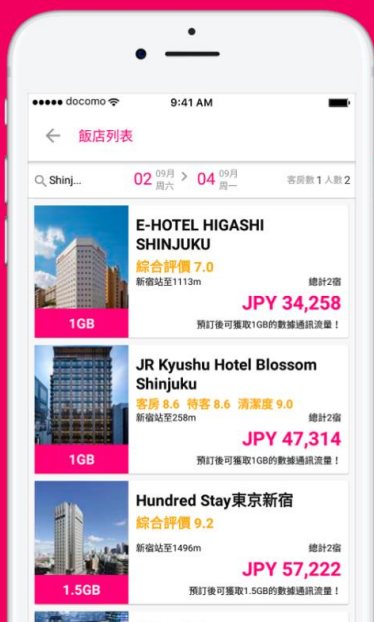 docomo 9:41 AM
飯店列表
Shinj... 02 09月 周六 > 04 09月 周一 客房數 1 人數 2
E-HOTEL HIGASHI
SHINJUKU
綜合評價 7.0
新宿站至1113m 總計2宿
JPY 34,258
1GB 預訂後可獲取1GB的數據通訊流量！
JR Kyushu Hotel Blossom
Shinjuku
客房 8.6 待客 8.6 清潔度 9.0
新宿站至258m 總計2宿
JPY 47,314
1GB 預訂後可獲取1GB的數據通訊流量！
Hundred Stay東京新宿
綜合評價 9.2
新宿站至1496m 總計2宿
JPY 57,222
1.5GB 預訂後可獲取1.5GB的數據通訊流量！